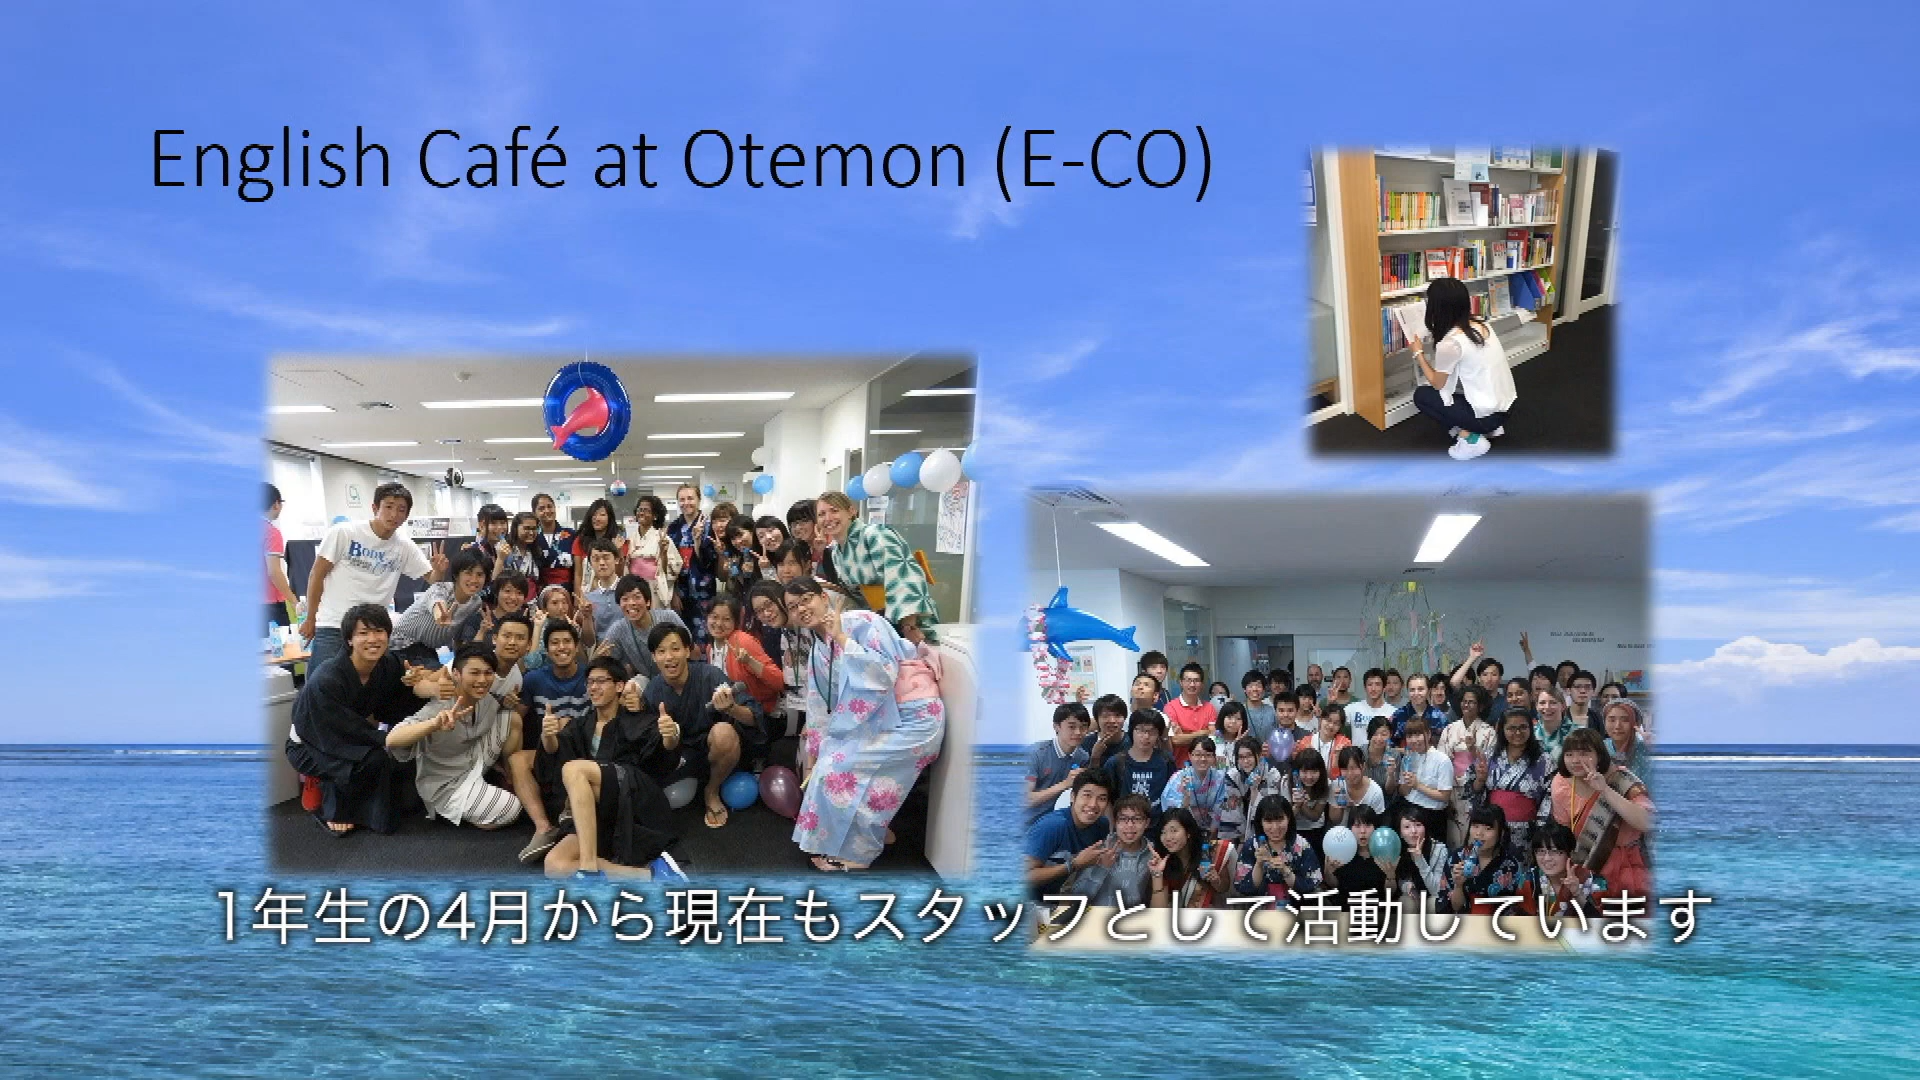 English Café at Otemon (E-CO)
BODY
1年生の4月から現在もスタッフとして活動しています